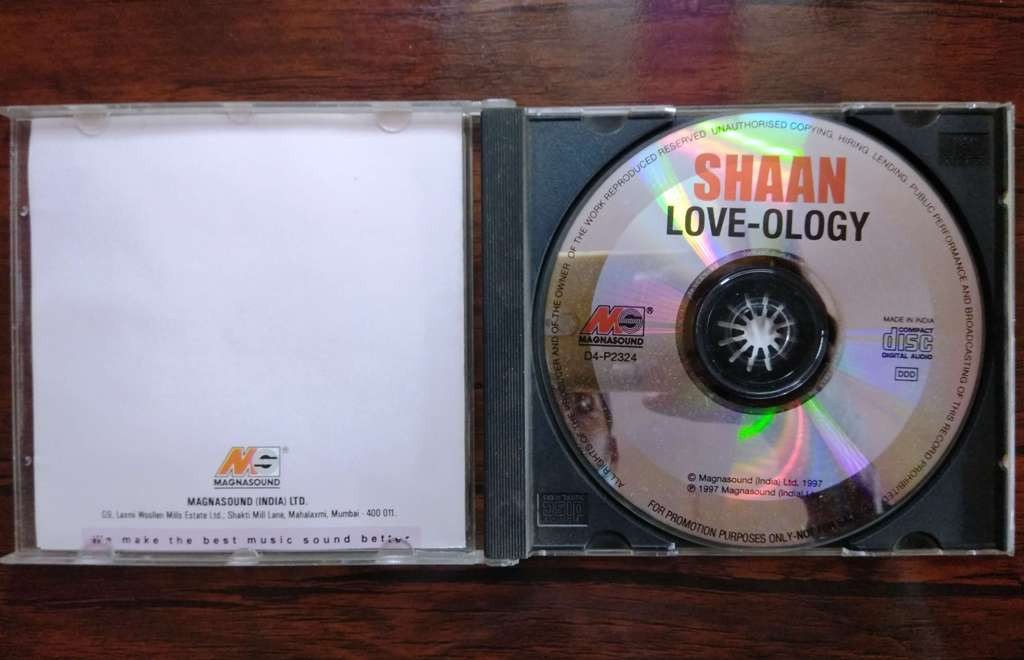 MAGNASOUND
MAGNASOUND (INDIA) LTD.
G9, Laxmi Woollen Mills Estate Ltd., Shakti Mill Lane, Mahalaxmi, Mumbai - 400 011.
We make the best music sound better
ALL RIGHTS OF THE PRODUCER AND OF THE OWNER OF THE WORK REPRODUCED RESERVED. UNAUTHORISED COPYING, HIRING, LENDING, PUBLIC PERFORMANCE AND BROADCASTING OF THIS RECORD PROHIBITED
SHAAN
LOVE-OLOGY
MAGNASOUND
D4-P2324
MADE IN INDIA
COMPACT
disc
DIGITAL AUDIO
DDD
© Magnasound (India) Ltd, 1997
℗ 1997 Magnasound (India)
FOR PROMOTION PURPOSES ONLY-NOT FOR